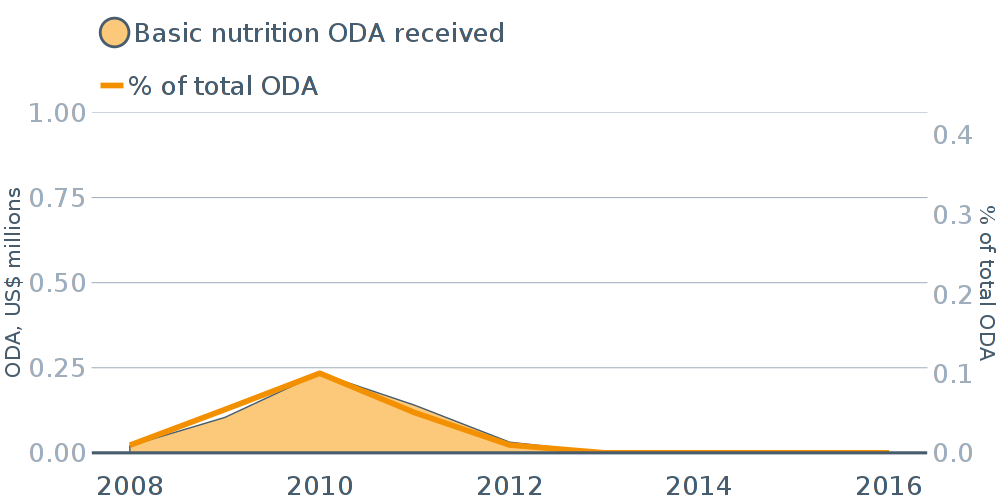 Basic nutrition ODA received
% of total ODA
1.00
0.75
0.50
0.25
0.00
ODA, US$ millions
0.4
0.3
0.2
0.1
0.0
% of total ODA
2008 2010 2012 2014 2016